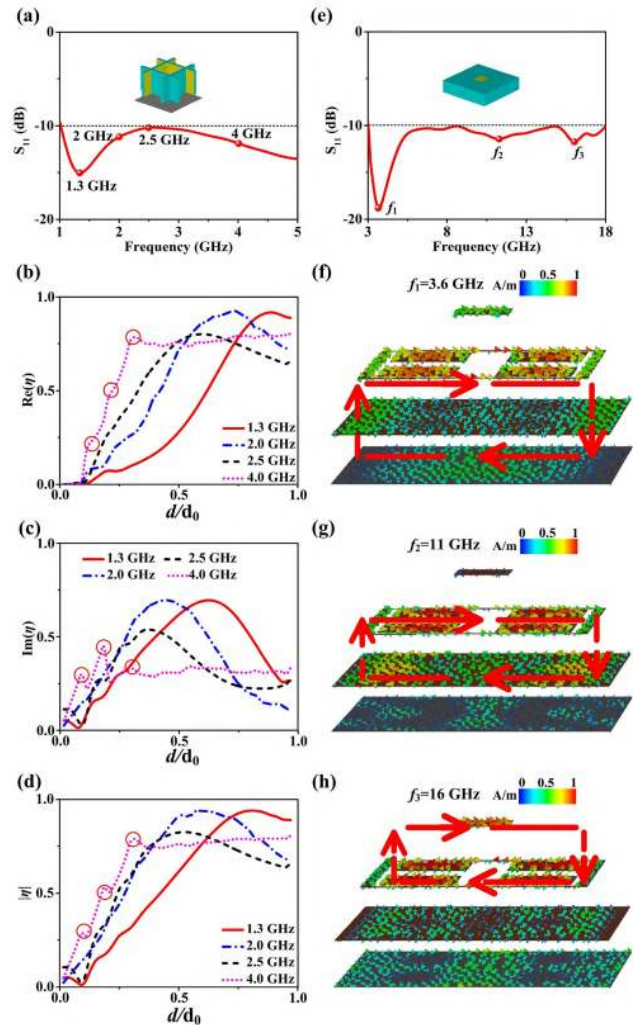 (a)
0
-10
-20
S11 (dB)
2 GHz
2.5 GHz
4 GHz
1.3 GHz
1 2 3 4 5
Frequency (GHz)
(e)
0
-10
-20
S11 (dB)
f1
f2
f3
3 8 13 18
Frequency (GHz)
(b)
1.0
0.5
0.0
Re(η)
1.3 GHz
2.0 GHz
2.5 GHz
4.0 GHz
0.0 0.5 1.0
d/d0
(f)
f1=3.6 GHz
0 0.5 1
A/m
(c)
1.0
0.5
0.0
Im(η)
1.3 GHz 2.5 GHz
2.0 GHz 4.0 GHz
0.0 0.5 1.0
d/d0
(g)
f2=11 GHz
0 0.5 1
A/m
(d)
1.0
0.5
0.0
|η|
1.3 GHz
2.0 GHz
2.5 GHz
4.0 GHz
0.0 0.5 1.0
d/d0
(h)
f3=16 GHz
0 0.5 1
A/m